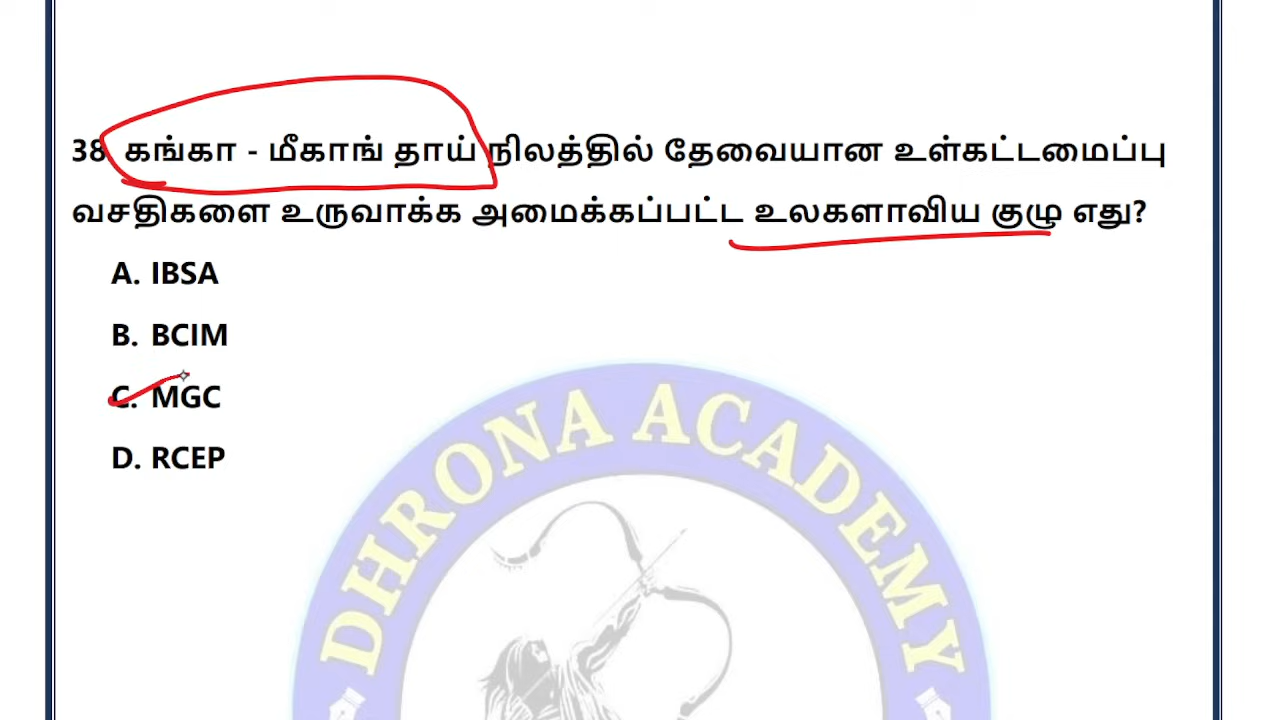 38. கங்கா - மீகாங் தாய் நிலத்தில் தேவையான உள்கட்டமைப்பு
வசதிகளை உருவாக்க அமைக்கப்பட்ட உலகளாவிய குழு எது?
A. IBSA
B. BCIM
C. MGC
D. RCEP
DHRONA ACADEMY